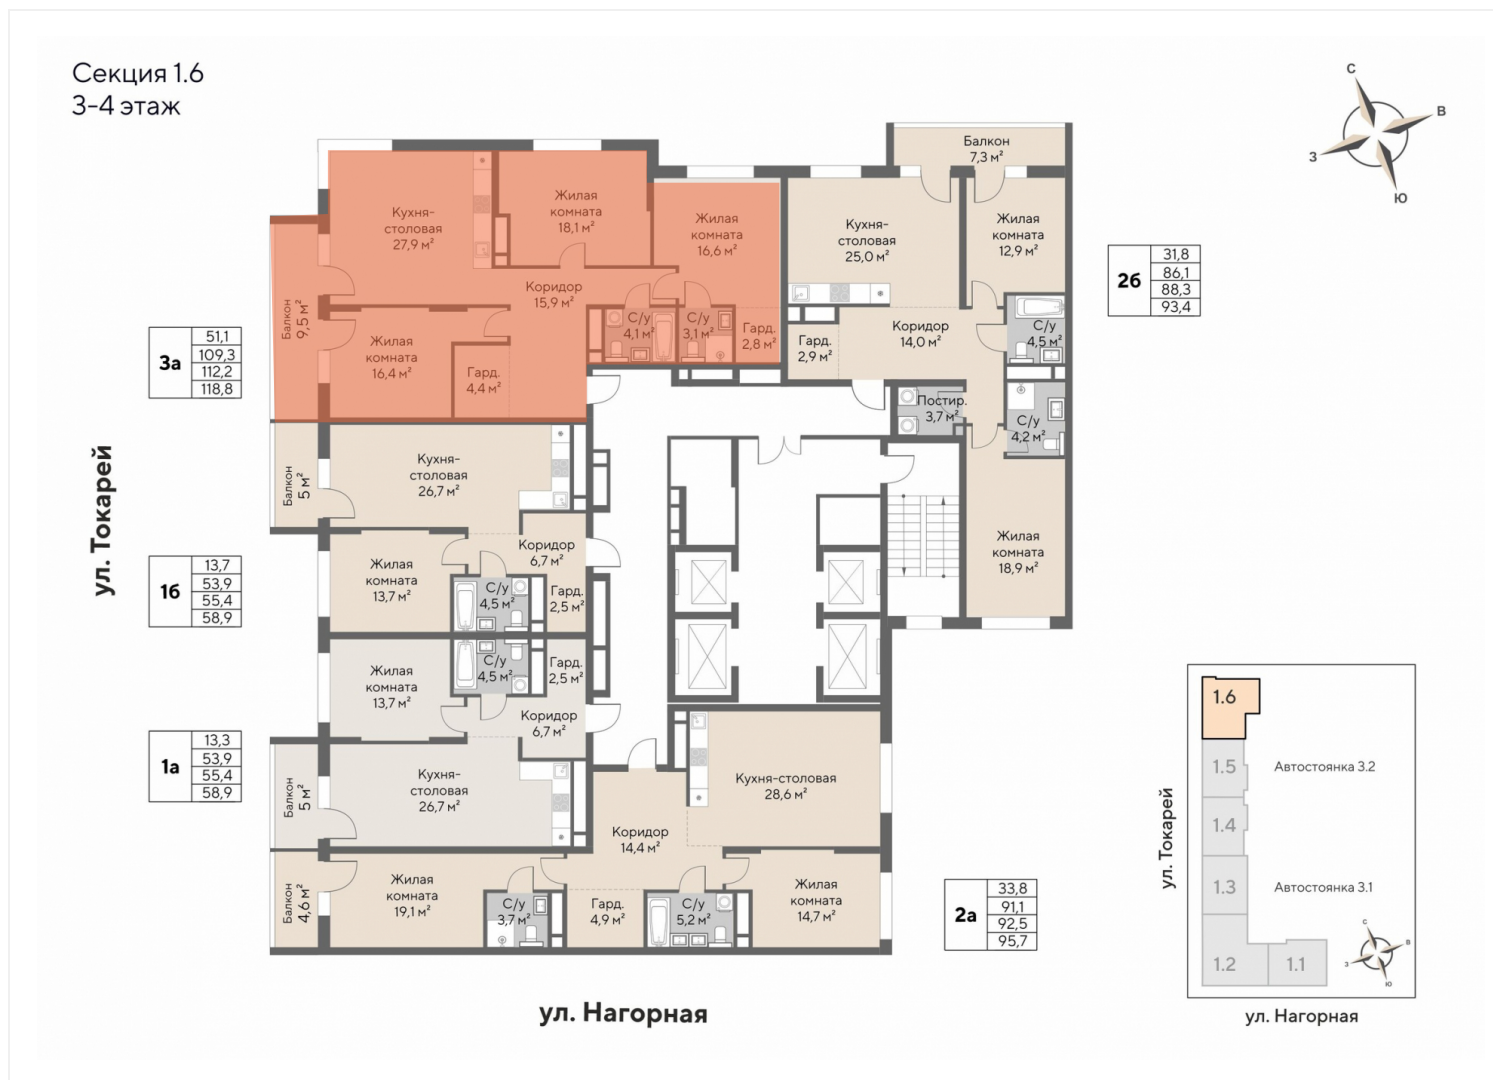 Секция 1.6
3-4 этаж
С
В
З
Ю
Балкон
7,3 м²
Кухня-
столовая
27,9 м²
Жилая
комната
18,1 м²
Жилая
комната
16,6 м²
Кухня-
столовая
25,0 м²
Жилая
комната
12,9 м²
2б
31,8
86,1
88,3
93,4
Балкон
9,5 м²
Коридор
15,9 м²
С/у
4,1 м²
С/у
3,1 м²
Гард.
2,8 м²
Гард.
2,9 м²
Коридор
14,0 м²
С/у
4,5 м²
3а
51,1
109,3
112,2
118,8
Жилая
комната
16,4 м²
Гард.
4,4 м²
Постир.
3,7 м²
С/у
4,2 м²
ул. Токарей
Балкон
5 м²
Кухня-
столовая
26,7 м²
Коридор
6,7 м²
Жилая
комната
18,9 м²
1б
13,7
53,9
55,4
58,9
Жилая
комната
13,7 м²
С/у
4,5 м²
Гард.
2,5 м²
Жилая
комната
13,7 м²
С/у
4,5 м²
Гард.
2,5 м²
Коридор
6,7 м²
1а
13,3
53,9
55,4
58,9
Балкон
5 м²
Кухня-
столовая
26,7 м²
Кухня-столовая
28,6 м²
Коридор
14,4 м²
Балкон
4,6 м²
Жилая
комната
19,1 м²
С/у
3,7 м²
Гард.
4,9 м²
С/у
5,2 м²
Жилая
комната
14,7 м²
2а
33,8
91,1
92,5
95,7
ул. Нагорная
1.6
1.5
Автостоянка 3.2
1.4
ул. Токарей
1.3
Автостоянка 3.1
1.2
1.1
С
В
З
Ю
ул. Нагорная